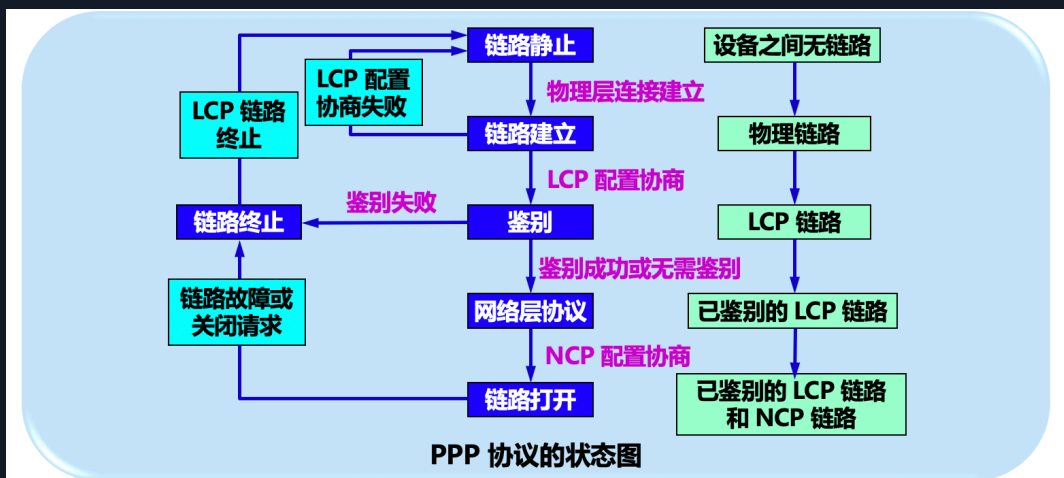 链路静止
设备之间无链路
LCP 配置
协商失败
物理层连接建立
LCP 链路
终止
链路建立
物理链路
LCP 配置协商
鉴别失败
链路终止
鉴别
LCP 链路
鉴别成功或无需鉴别
链路故障或
关闭请求
网络层协议
已鉴别的 LCP 链路
NCP 配置协商
链路打开
已鉴别的 LCP 链路
和 NCP 链路
PPP 协议的状态图